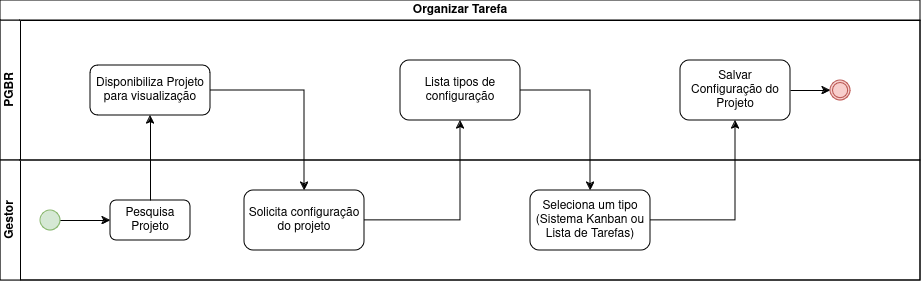 Organizar Tarefa
PGBR
Disponibiliza Projeto
para visualização
Lista tipos de
configuração
Salvar
Configuração do
Projeto
Gestor
Pesquisa
Projeto
Solicita configuração
do projeto
Seleciona um tipo
(Sistema Kanban ou
Lista de Tarefas)